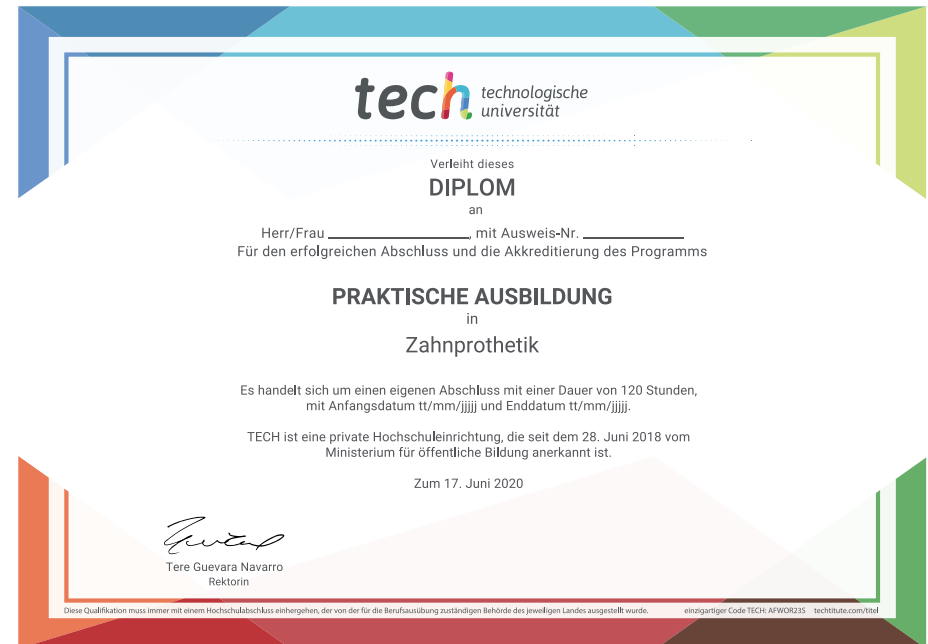 tech technologische
universität
Verleiht dieses
DIPLOM
an
Herr/Frau ____________, mit Ausweis-Nr. ____________
Für den erfolgreichen Abschluss und die Akkreditierung des Programms
PRAKTISCHE AUSBILDUNG
in
Zahnprothetik
Es handelt sich um einen eigenen Abschluss mit einer Dauer von 120 Stunden,
mit Anfangsdatum tt/mm/jjjjj und Enddatum tt/mm/jjjjj.
TECH ist eine private Hochschuleinrichtung, die seit dem 28. Juni 2018 vom
Ministerium für öffentliche Bildung anerkannt ist.
Zum 17. Juni 2020
Tere Guevara Navarro
Rektorin
Diese Qualifikation muss immer mit einem Hochschulabschluss einhergehen, der von der für die Berufsausübung zuständigen Behörde des jeweiligen Landes ausgestellt wurde. einzigartiger Code TECH: AFWOR23S techtitute.com/titel